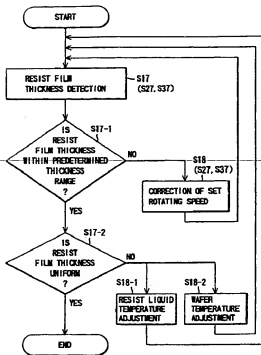 START
RESIST FILM
THICKNESS DETECTION
S17
(S27, S37)
S17-1
IS
RESIST
FILM THICKNESS
WITHIN PREDETERMINED
THICKNESS
RANGE
?
NO
YES
S18
(S27, S37)
CORRECTION OF SET
ROTATING SPEED
S17-2
IS
RESIST
FILM THICKNESS
UNIFORM
?
NO
YES
S18-1
RESIST LIQUID
TEMPERATURE
ADJUSTMENT
S18-2
WAFER
TEMPERATURE
ADJUSTMENT
END